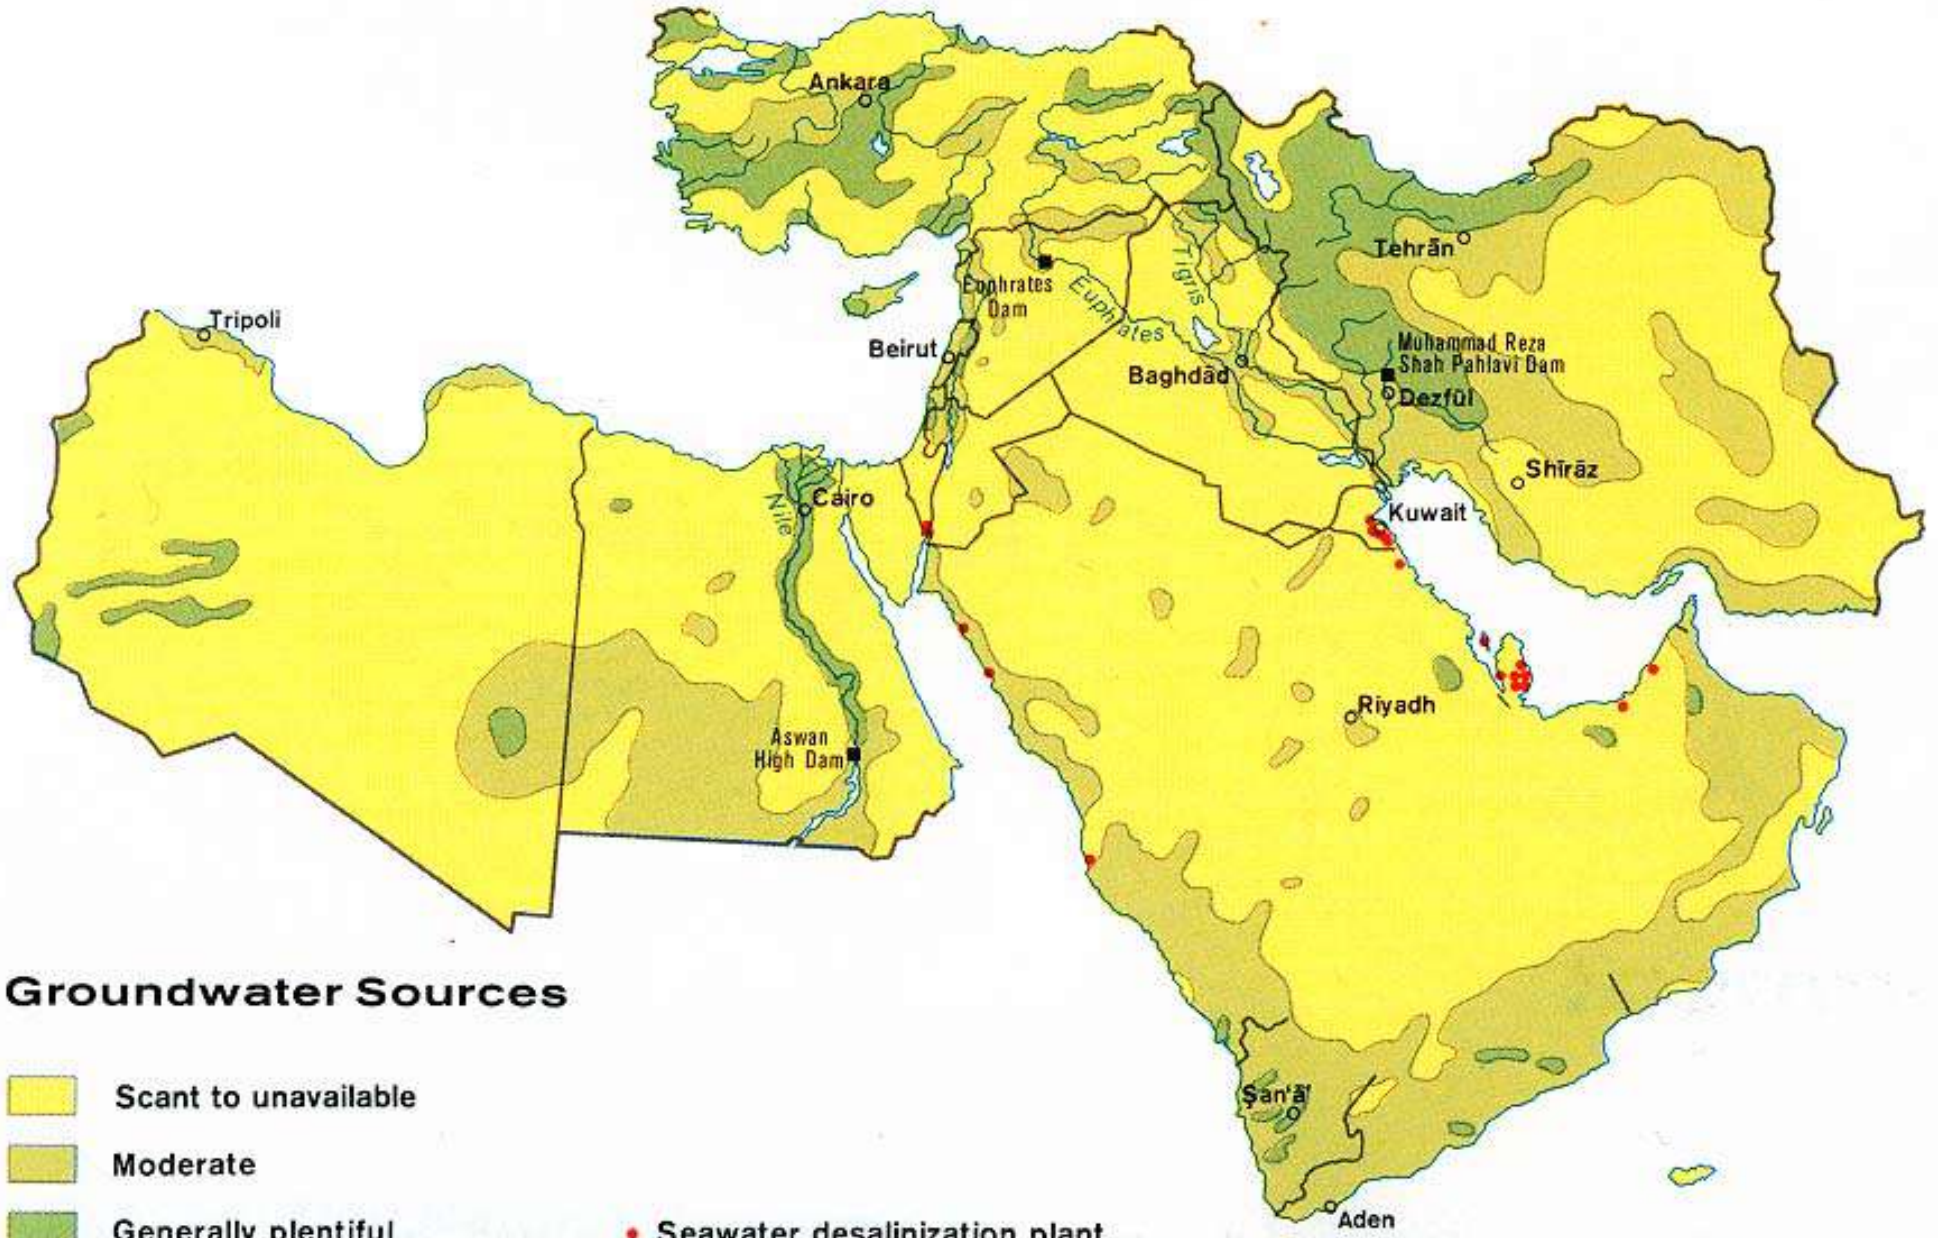 Ankara
Tehrān
Tigris
Euphrates
Dam
Euphrates
Tripoli
Beirut
Baghdād
Muhammad Reza
Shah Pahlavi Dam
Dezfūl
Shīrāz
Cairo
Nile
Kuwait
Riyadh
Aswan
High Dam
Groundwater Sources
Scant to unavailable
Ṣan'ā'
Moderate
Aden
Generally plentiful
Seawater desalinization plant